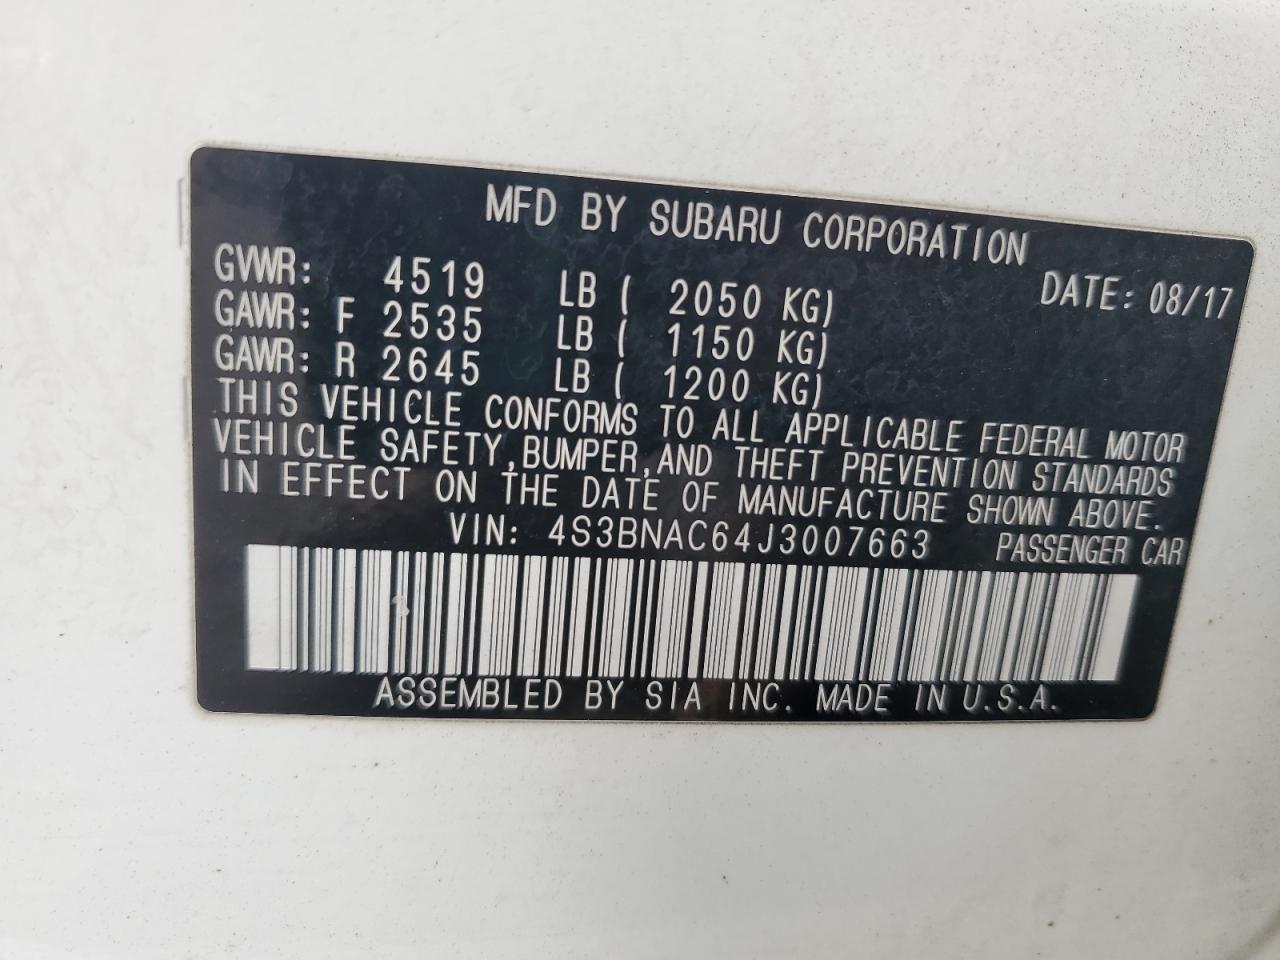 MFD BY SUBARU CORPORATION
GVWR: 4519 LB ( 2050 KG) DATE: 08/17
GAWR: F 2535 LB ( 1150 KG)
GAWR: R 2645 LB ( 1200 KG)
THIS VEHICLE CONFORMS TO ALL APPLICABLE FEDERAL MOTOR
VEHICLE SAFETY, BUMPER, AND THEFT PREVENTION STANDARDS
IN EFFECT ON THE DATE OF MANUFACTURE SHOWN ABOVE.
VIN: 4S3BNAC64J3007663 PASSENGER CAR
ASSEMBLED BY SIA INC. MADE IN U.S.A.